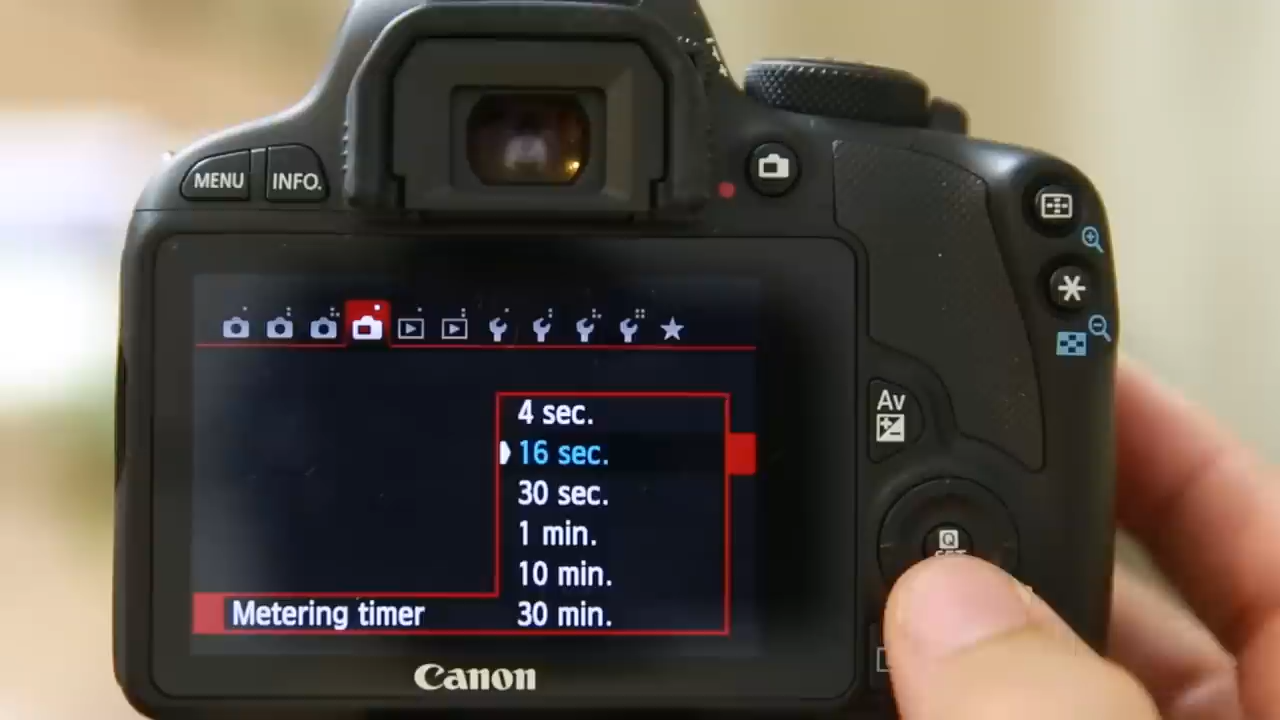 MENU
INFO.
4 sec.
16 sec.
30 sec.
1 min.
10 min.
Metering timer
30 min.
Av
Q
Canon